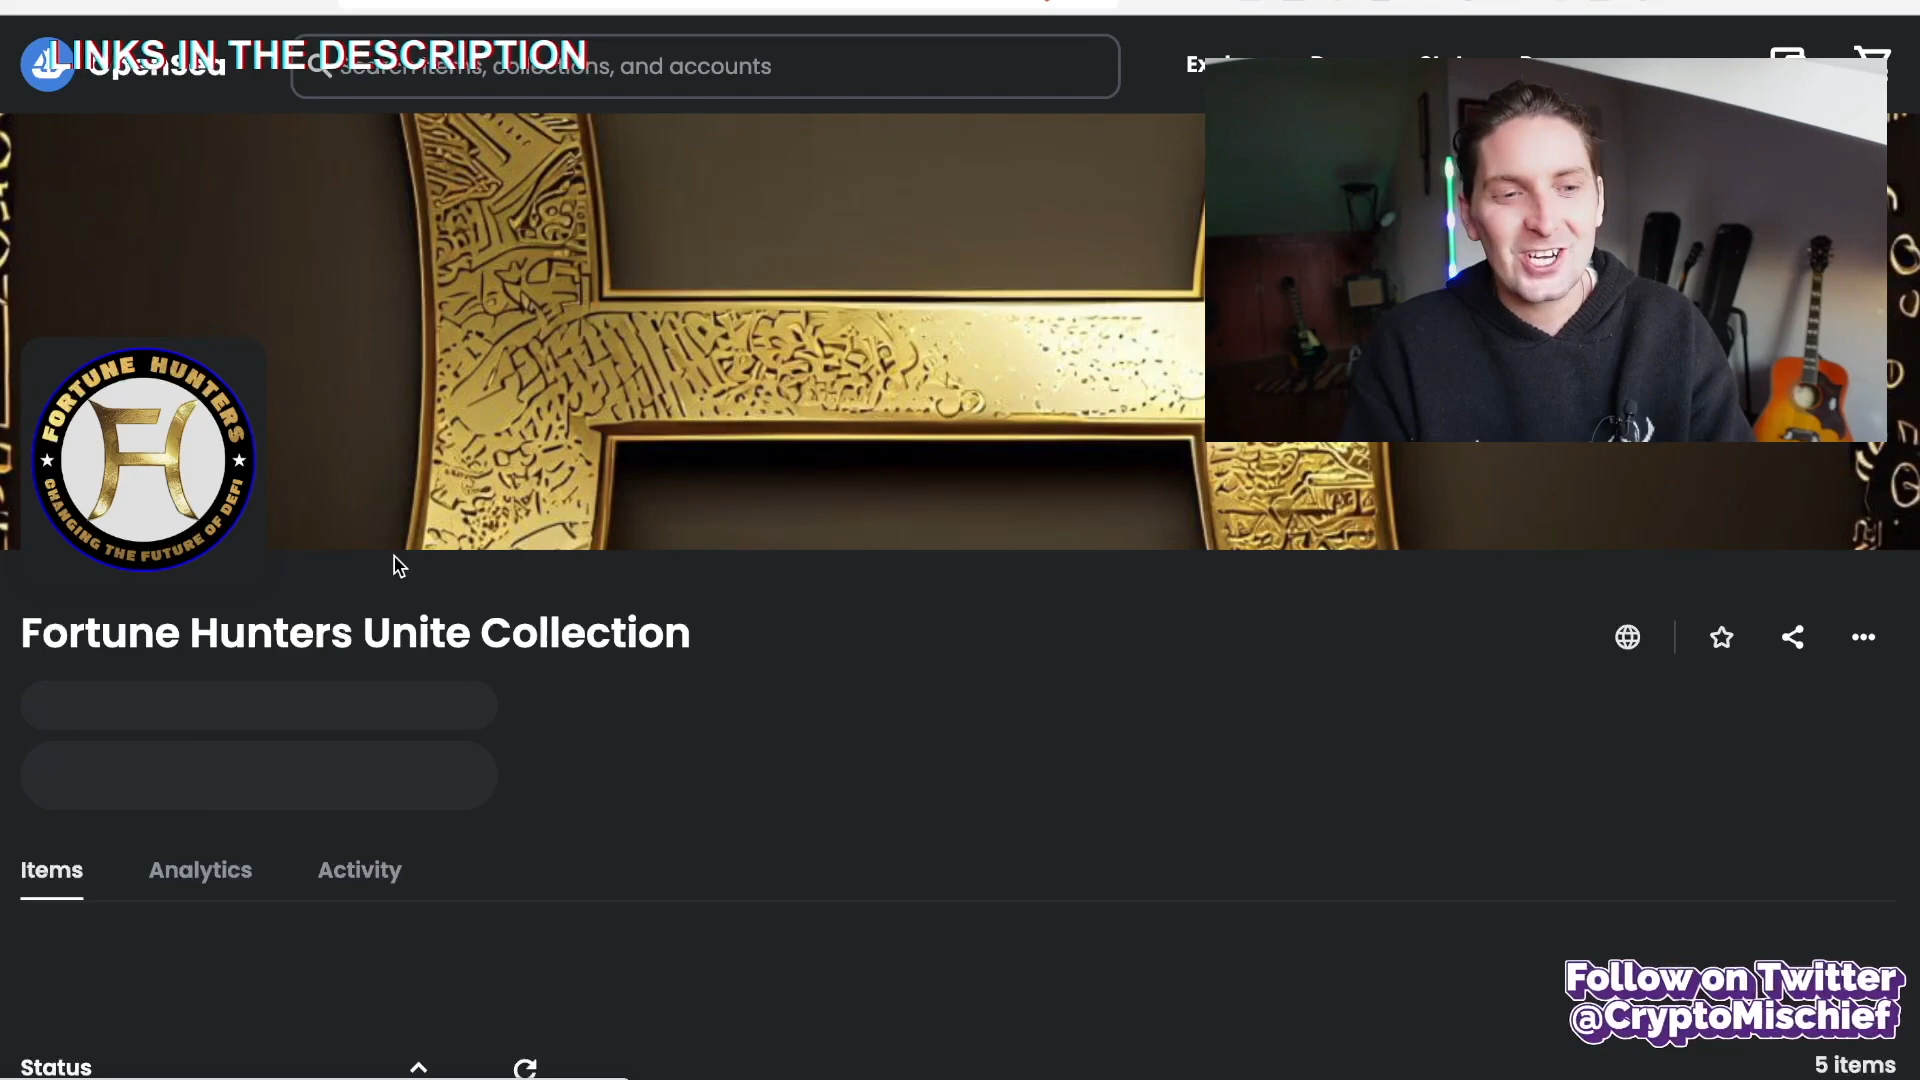 LINKS IN THE DESCRIPTION
OpenSea
Search items, collections, and accounts
FORTUNE HUNTERS
CHANGING THE FUTURE OF DEFI
Fortune Hunters Unite Collection
Items
Analytics
Activity
Follow on Twitter
@CryptoMischief
Status
5 items